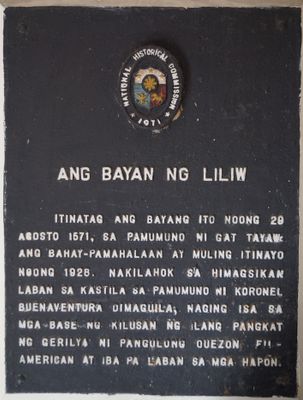 NATIONAL HISTORICAL COMMISSION
1971
ANG BAYAN NG LILIW
ITINATAG ANG BAYANG ITO NOONG 29
AGOSTO 1571, SA PAMUMUNO NI GAT TAYAW.
ANG BAHAY-PAMAHALAAN AY MULING ITINAYO
NOONG 1928. NAKILAHOK SA HIMAGSIKAN
LABAN SA KASTILA SA PAMUMUNO NI KORONEL
BUENAVENTURA DIMAGUILA; NAGING ISA SA
MGA BASE NG KILUSAN NG ILANG PANGKAT
NG GERILYA NI PANGULONG QUEZON, FIL-
AMERICAN AT IBA PA LABAN SA MGA HAPON.